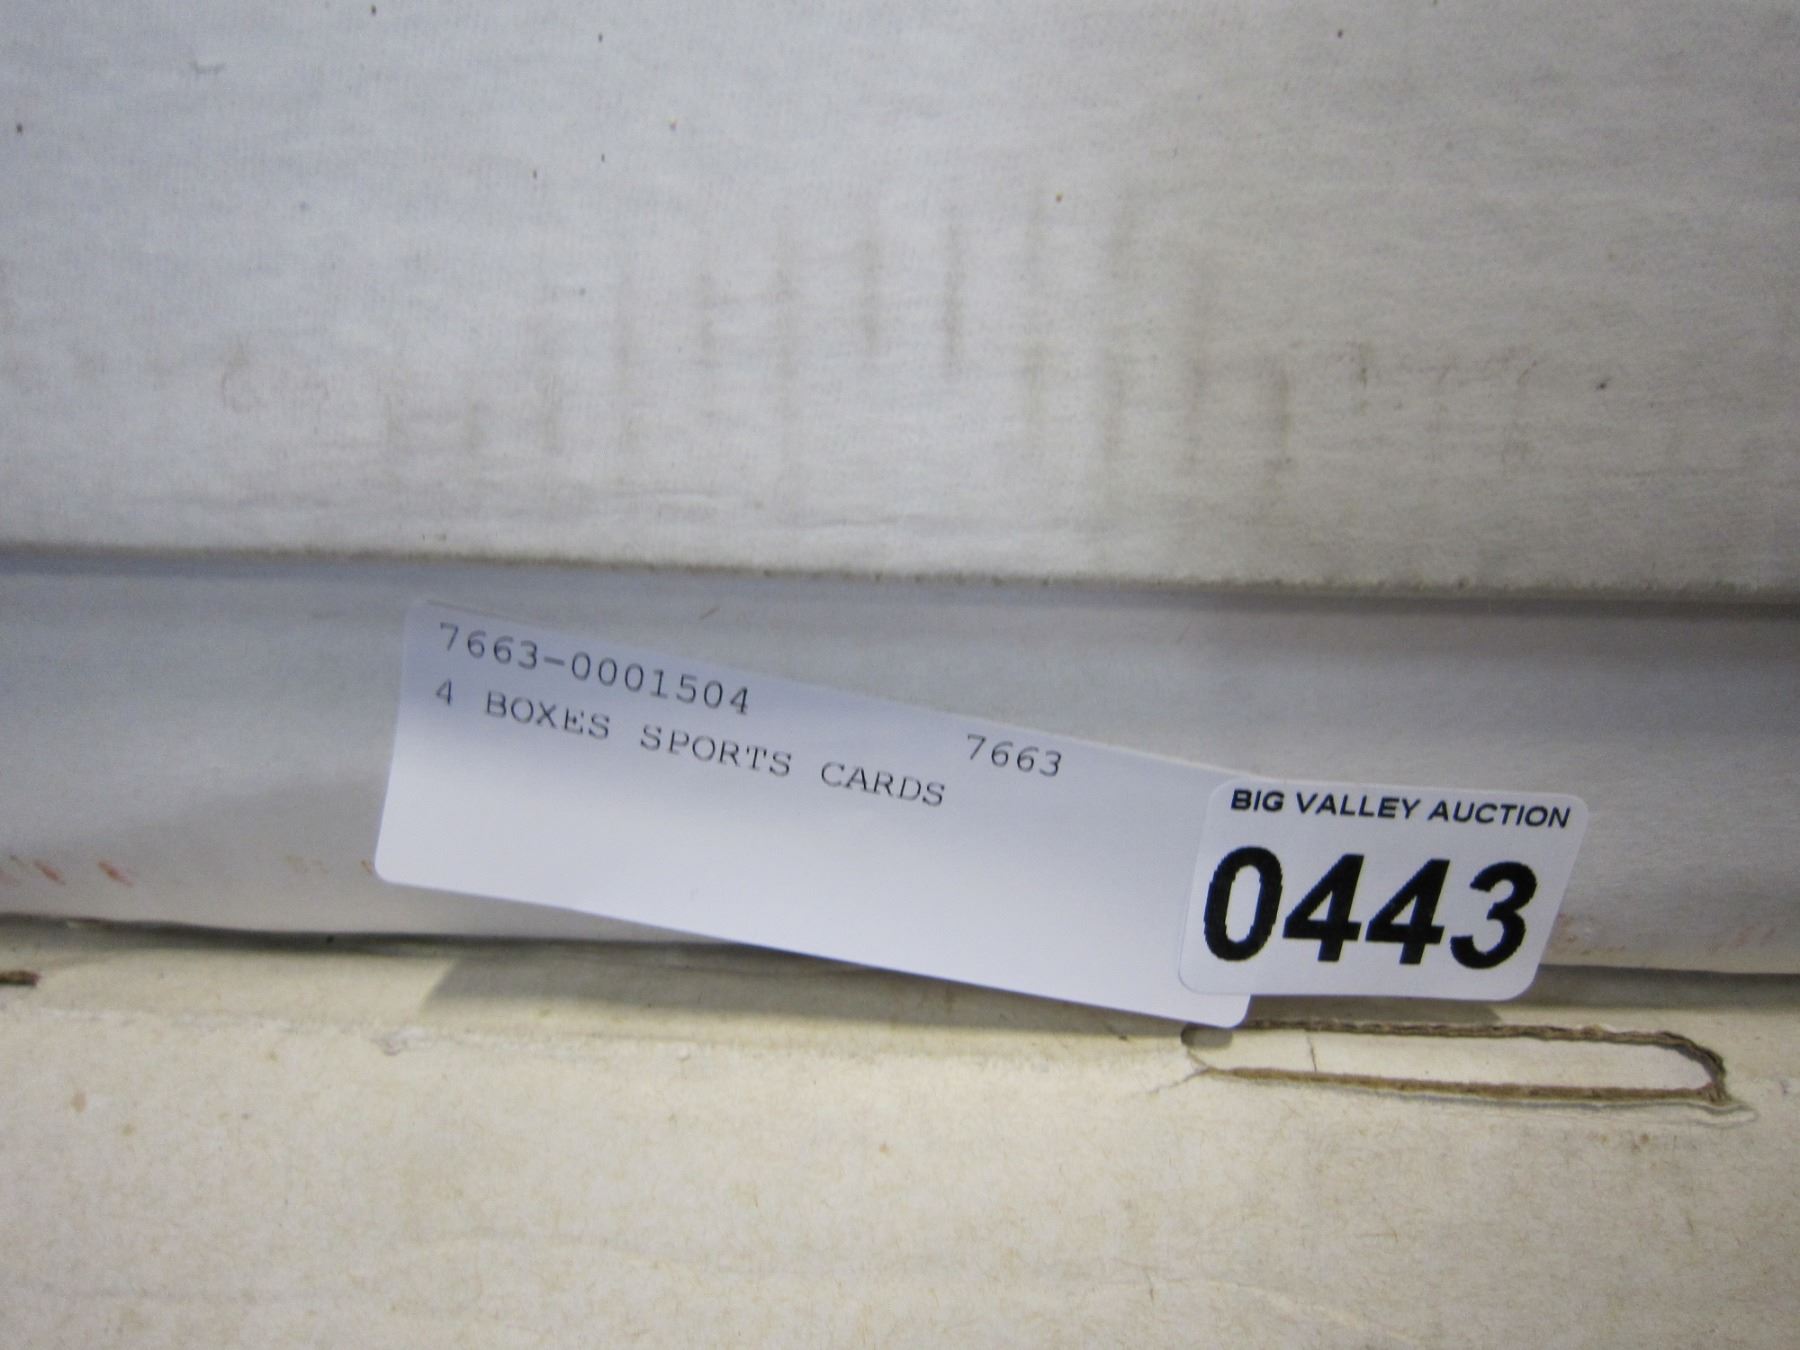 7663-0001504
4 BOXES SPORTS CARDS
7663
BIG VALLEY AUCTION
0443